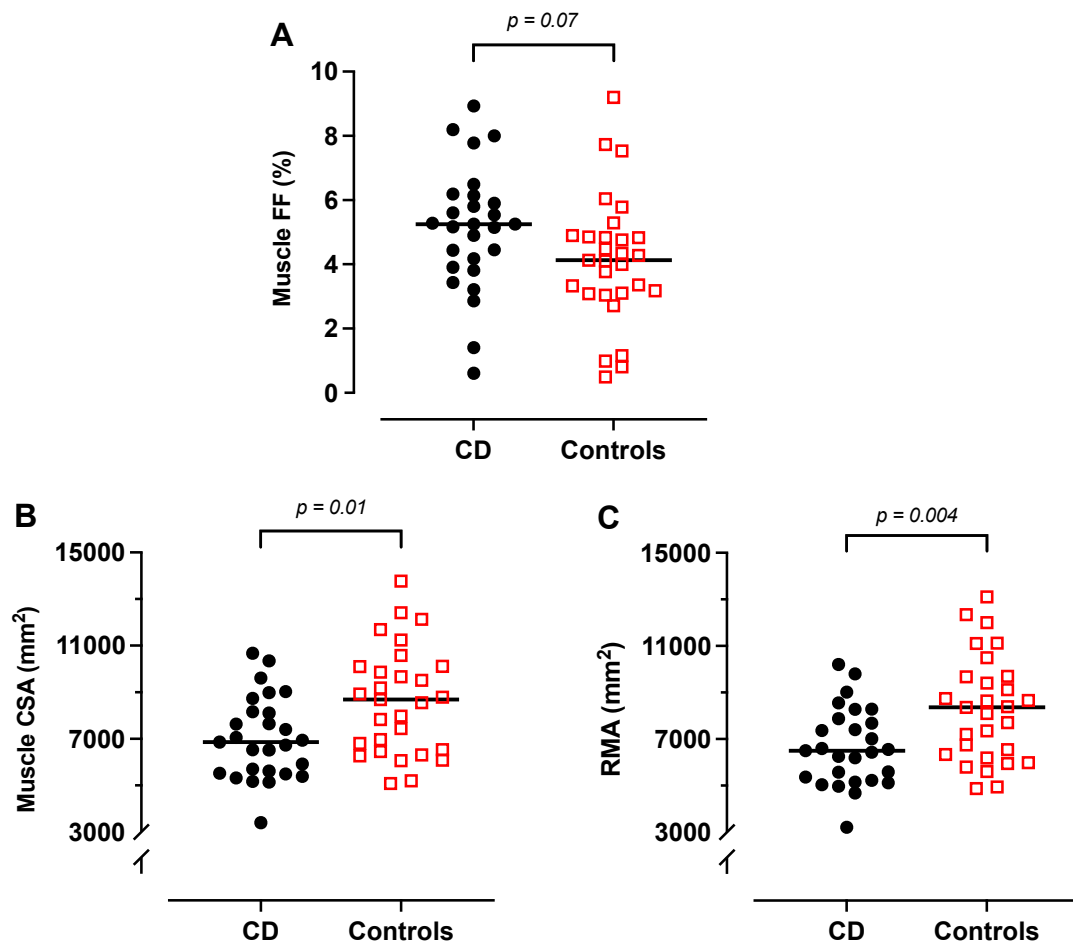 A
p = 0.07
Muscle FF (%)
10
8
6
4
2
0
CD Controls
B
p = 0.01
Muscle CSA (mm²)
15000
11000
7000
3000
CD Controls
C
p = 0.004
RMA (mm²)
15000
11000
7000
3000
CD Controls